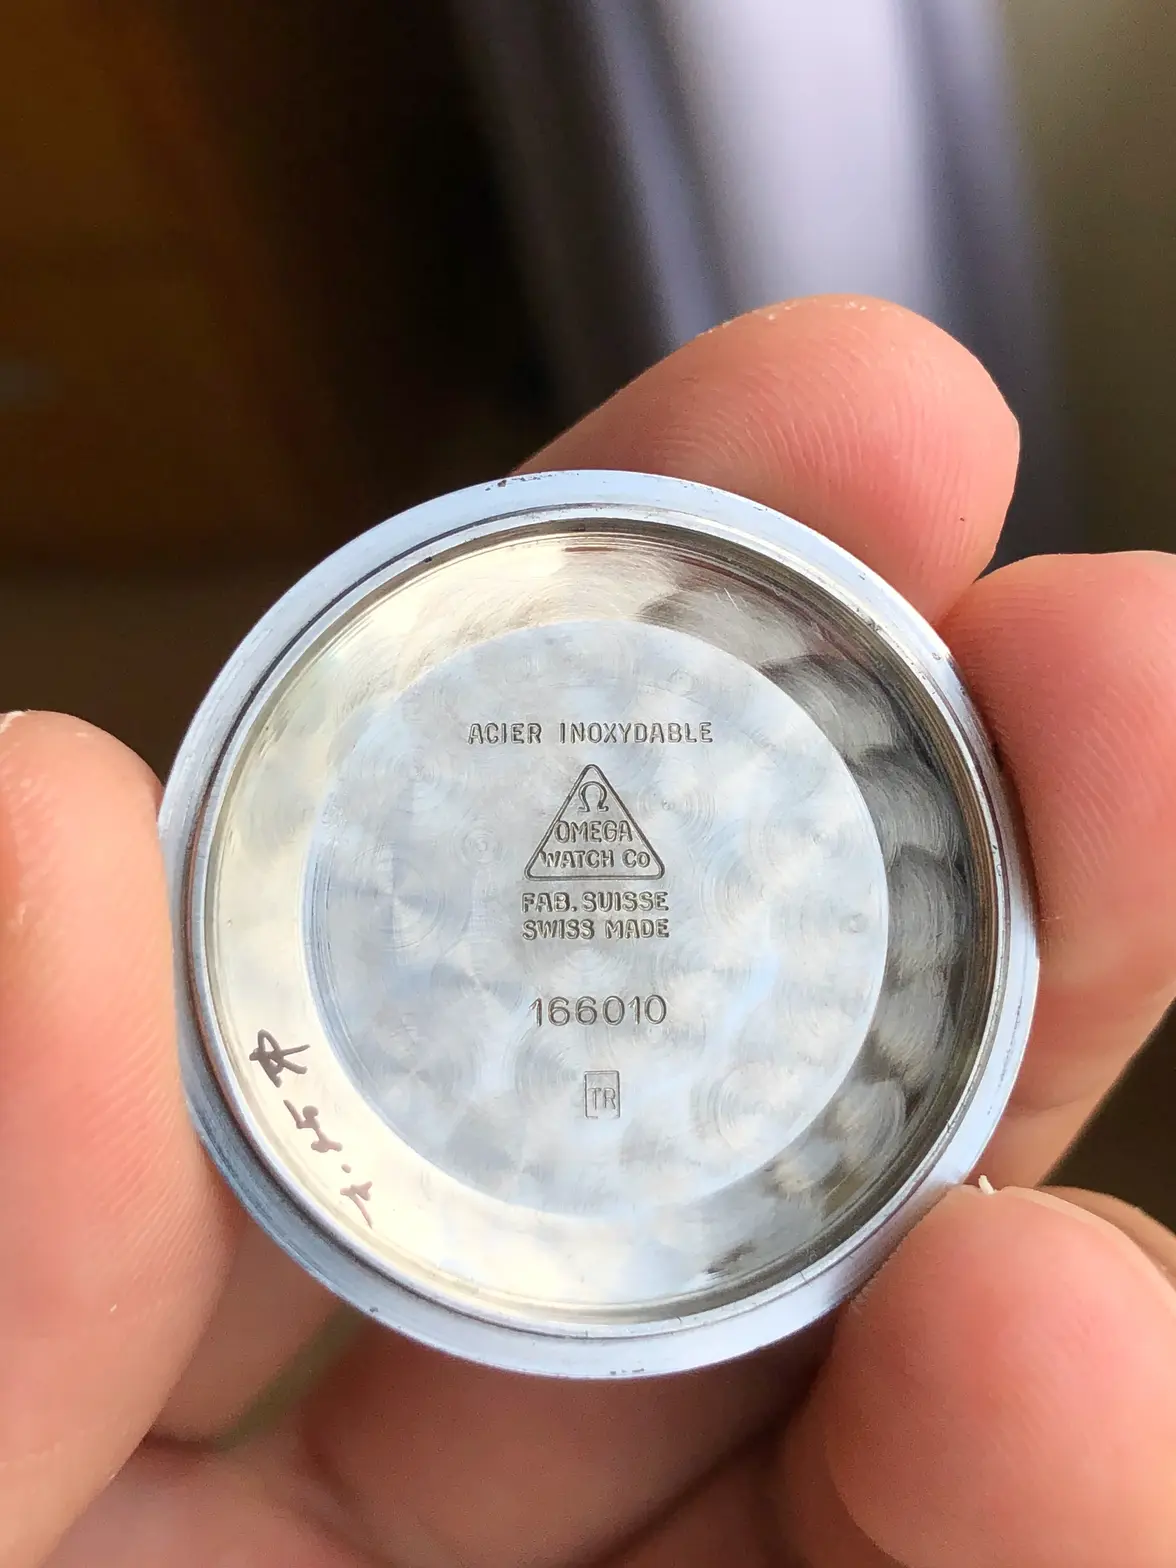 ACIER INOXYDABLE
Ω
OMEGA
WATCH CO
FAB. SUISSE
SWISS MADE
166010
TR